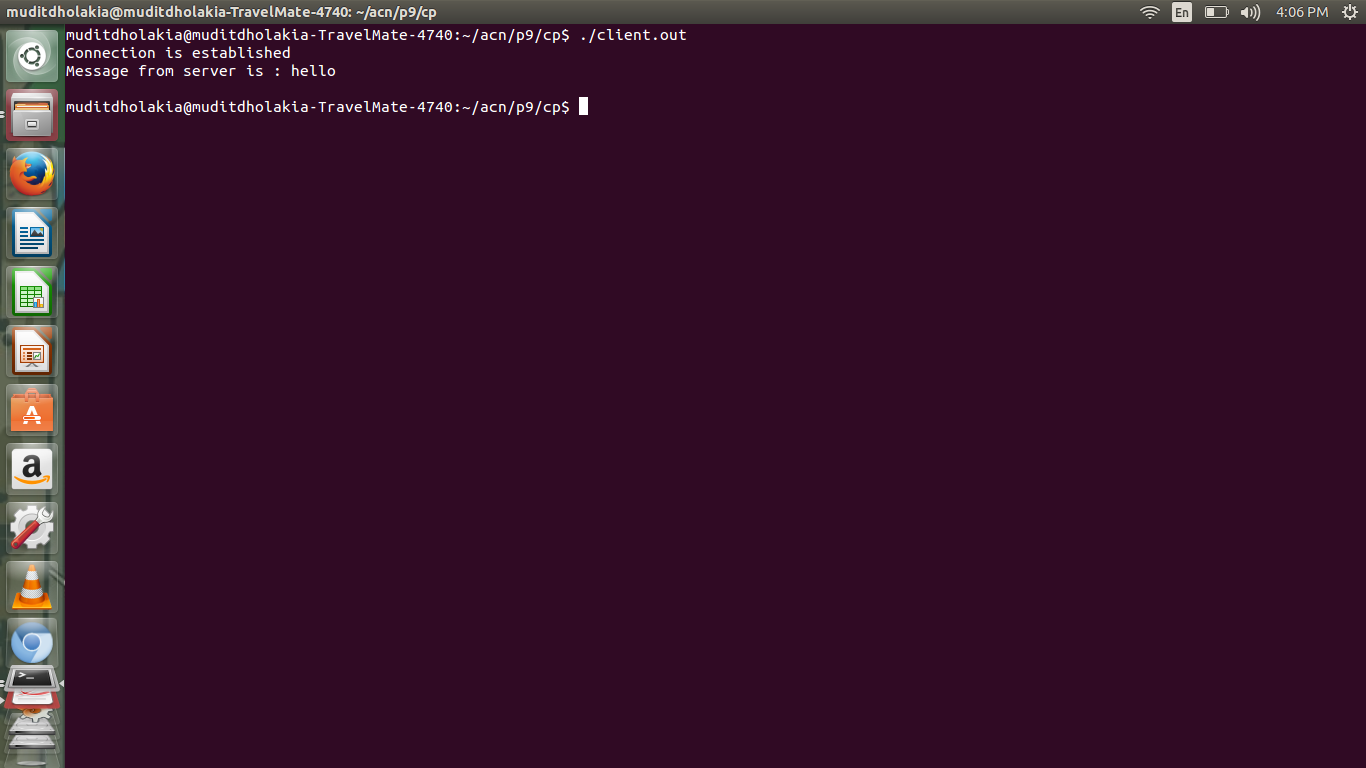 muditdholakia@muditdholakia-TravelMate-4740: ~/acn/p9/cp
En
4:06 PM
muditdholakia@muditdholakia-TravelMate-4740:~/acn/p9/cp$ ./client.out
Connection is established
Message from server is : hello
muditdholakia@muditdholakia-TravelMate-4740:~/acn/p9/cp$